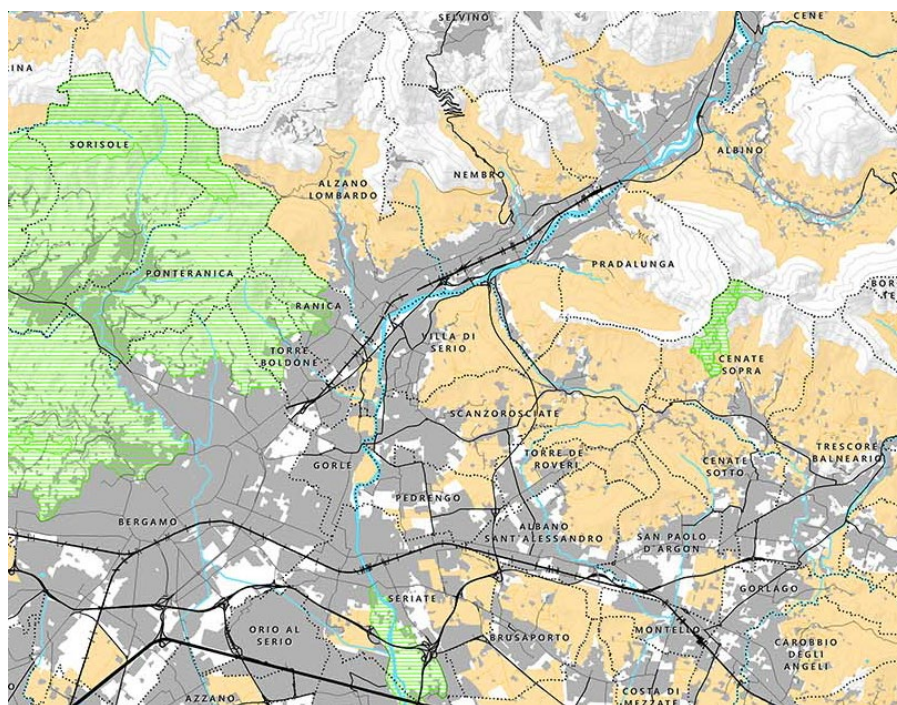 SELVINO
CENE
INA
SORISOLE
ALBINO
NEMBRO
ALZANO
LOMBARDO
PRADALUNGA
PONTERANICA
BOR
TE
RANICA
VILLA DI
SERIO
TORRE
BOLDONE
CENATE
SOPRA
SCANZOROSCIATE
TRESCORE
BALNEARIO
TORRE DE
ROVERI
CENATE
SOTTO
GORLE
PEDRENGO
BERGAMO
ALBANO
SANT ALESSANDRO
SAN PAOLO
D'ARGON
GORLAGO
SERIATE
ORIO AL
SERIO
BRUSAPORTO
MONTELLO
CAROBBIO
DEGLI
ANGELI
O
AZZANO
COSTA DI
MEZZATE